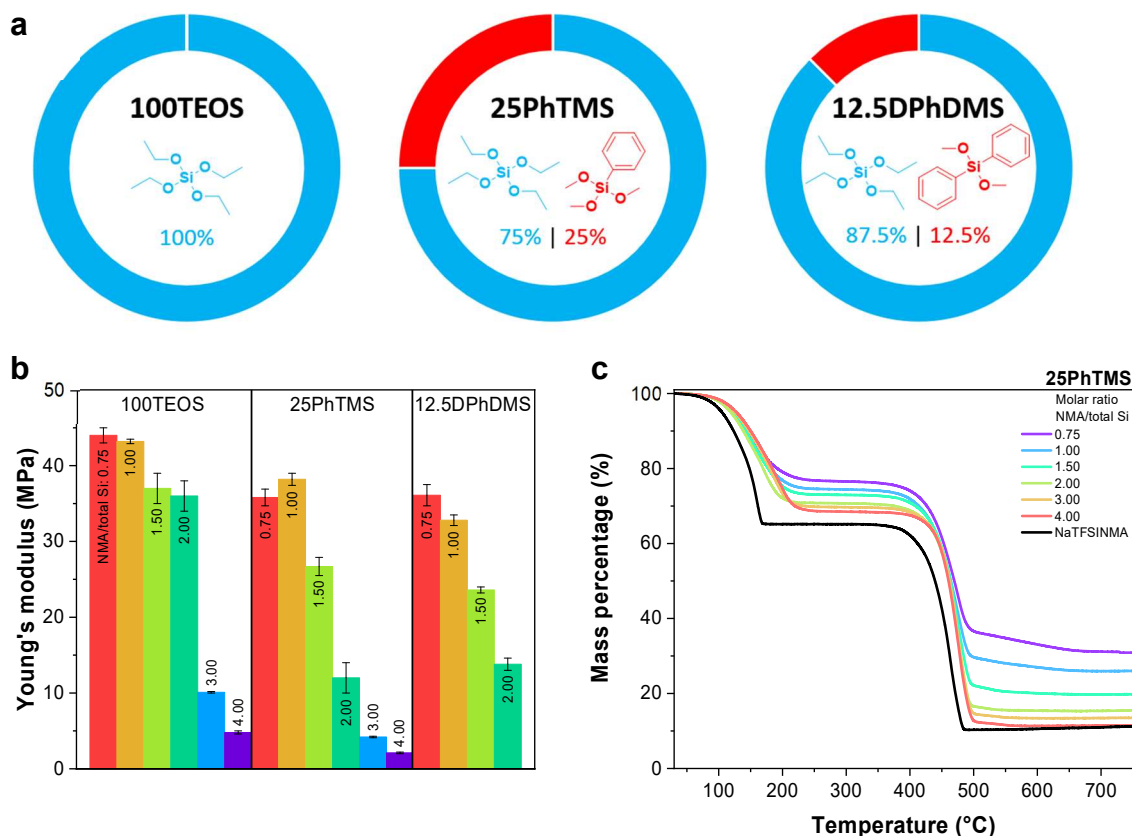 a
100TEOS
O
O
Si
O
O
100%
25PhTMS
O
O
Si
O
O
O
Si
O
O
75% | 25%
12.5DPhDMS
O
O
Si
O
O
O
Si
O
87.5% | 12.5%
b
Young's modulus (MPa)
50
40
30
20
10
0
100TEOS
25PhTMS
12.5DPhDMS
NMA/total Si: 0.75
1.00
1.50
2.00
3.00
4.00
0.75
1.00
1.50
2.00
3.00
4.00
0.75
1.00
1.50
2.00
c
25PhTMS
Molar ratio
NMA/total Si
0.75
1.00
1.50
2.00
3.00
4.00
NaTFSINMA
Mass percentage (%)
100
80
60
40
20
0
100 200 300 400 500 600 700
Temperature (°C)